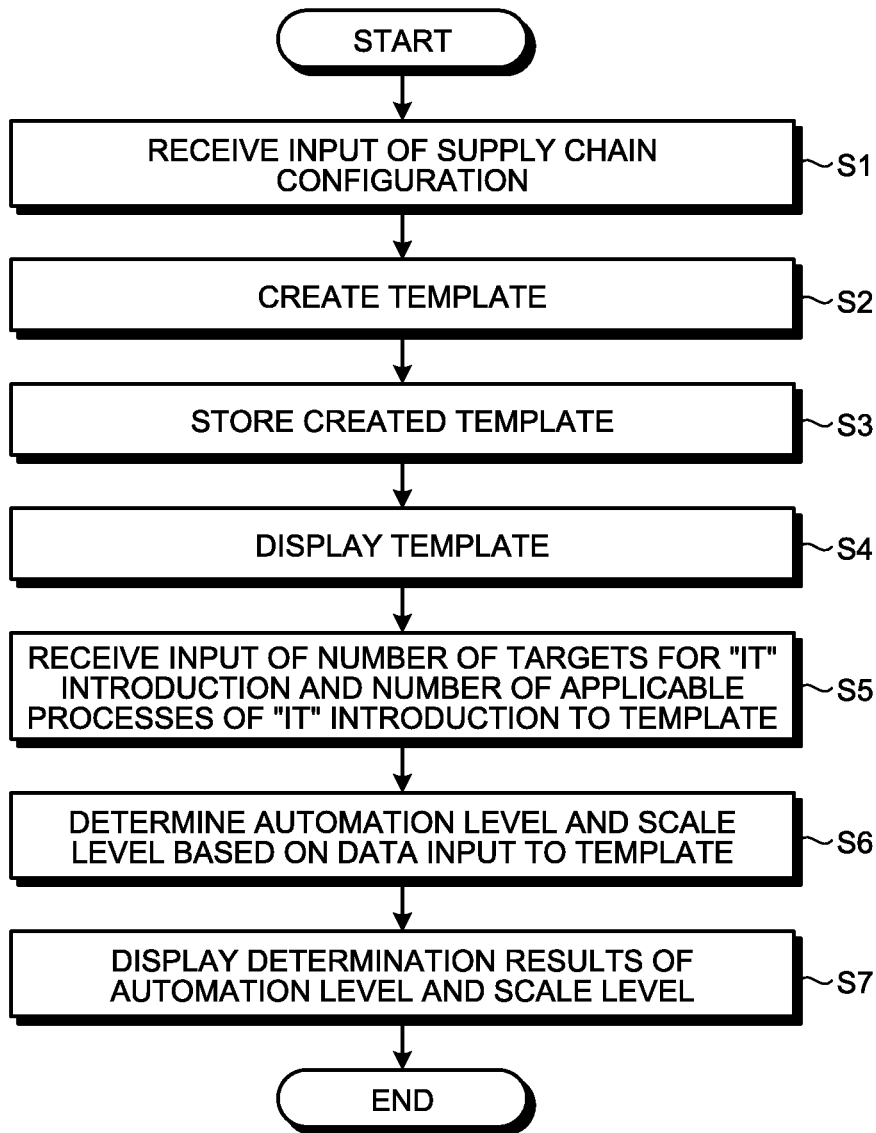 START
RECEIVE INPUT OF SUPPLY CHAIN
CONFIGURATION
S1
CREATE TEMPLATE
S2
STORE CREATED TEMPLATE
S3
DISPLAY TEMPLATE
S4
RECEIVE INPUT OF NUMBER OF TARGETS FOR "IT"
INTRODUCTION AND NUMBER OF APPLICABLE
PROCESSES OF "IT" INTRODUCTION TO TEMPLATE
S5
DETERMINE AUTOMATION LEVEL AND SCALE
LEVEL BASED ON DATA INPUT TO TEMPLATE
S6
DISPLAY DETERMINATION RESULTS OF
AUTOMATION LEVEL AND SCALE LEVEL
S7
END